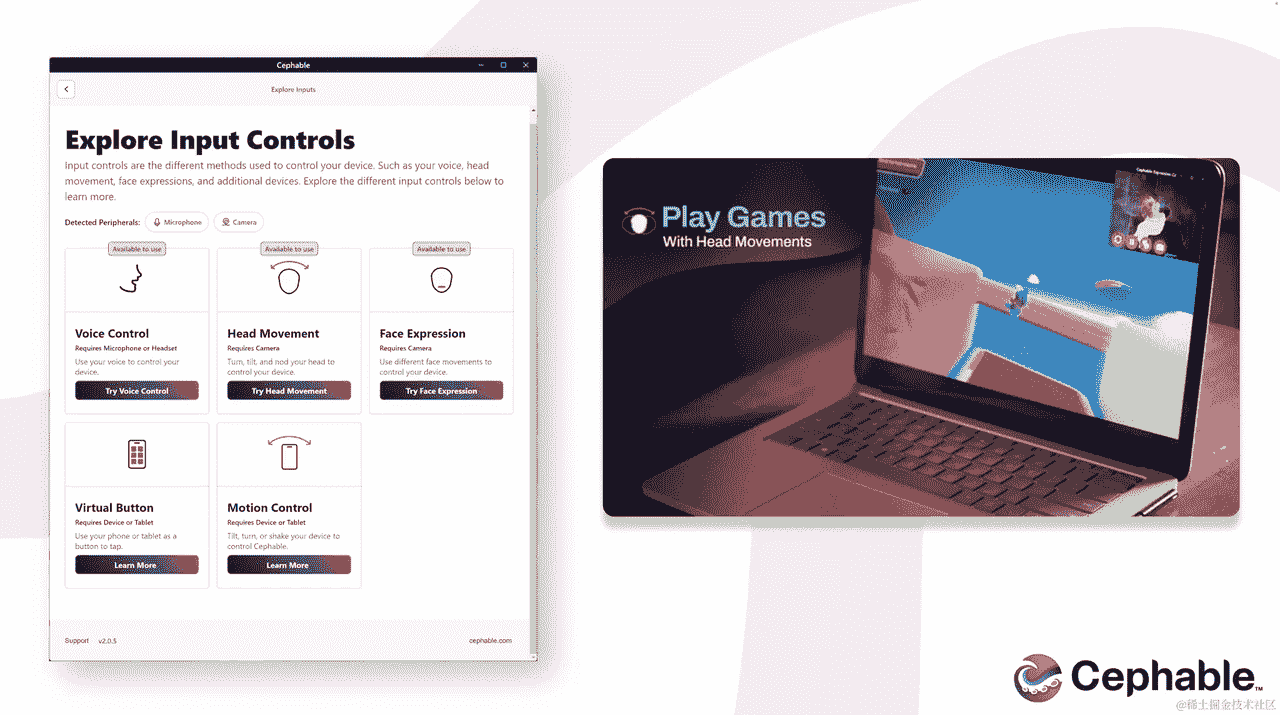 Cephable
Explore Inputs
Explore Input Controls
Input controls are the different methods used to control your device. Such as your voice, head
movement, face expressions, and additional devices. Explore the different input controls below to
learn more.
Detected Peripherals: Microphone Camera
Available to use
Voice Control
Requires Microphone or Headset
Use your voice to control your
device.
Try Voice Control
Available to use
Head Movement
Requires Camera
Turn, tilt, and nod your head to
control your device.
Try Head Movement
Available to use
Face Expression
Requires Camera
Use different face movements to
control your device.
Try Face Expression
Virtual Button
Requires Device or Tablet
Use your phone or tablet as a
button to tap.
Learn More
Motion Control
Requires Device or Tablet
Tilt, turn, or shake your device to
control Cephable.
Learn More
Support v2.0.5
cephable.com
Play Games
With Head Movements
Cephable Expressions
Cephable™
@稀土掘金技术社区